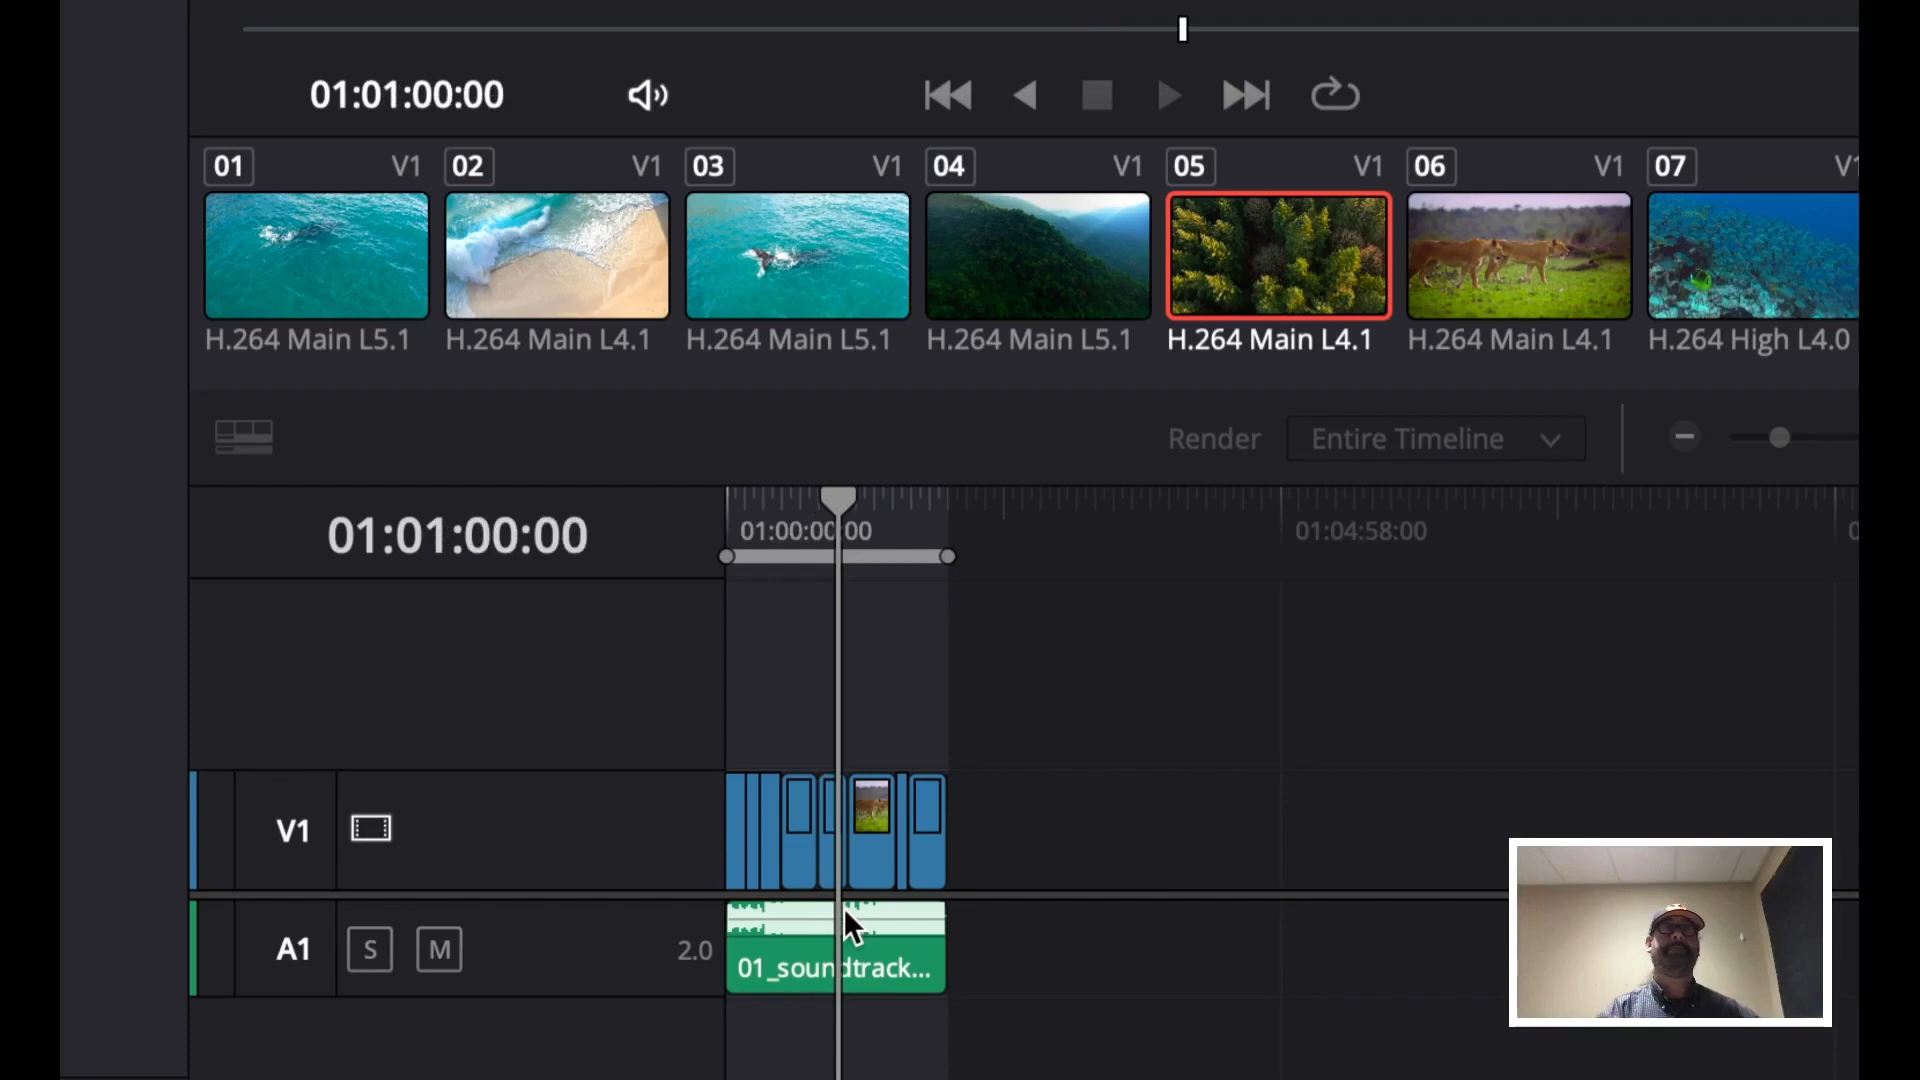 01:01:00:00
01 V1 02 V1 03 V1 04 V1 05 V1 06 V1 07 V1
H.264 Main L5.1 H.264 Main L4.1 H.264 Main L5.1 H.264 Main L5.1 H.264 Main L4.1 H.264 Main L4.1 H.264 High L4.0
Render Entire Timeline
01:01:00:00
01:00:00:00 01:04:58:00 0
V1
A1 S M 2.0
01_soundtrack...